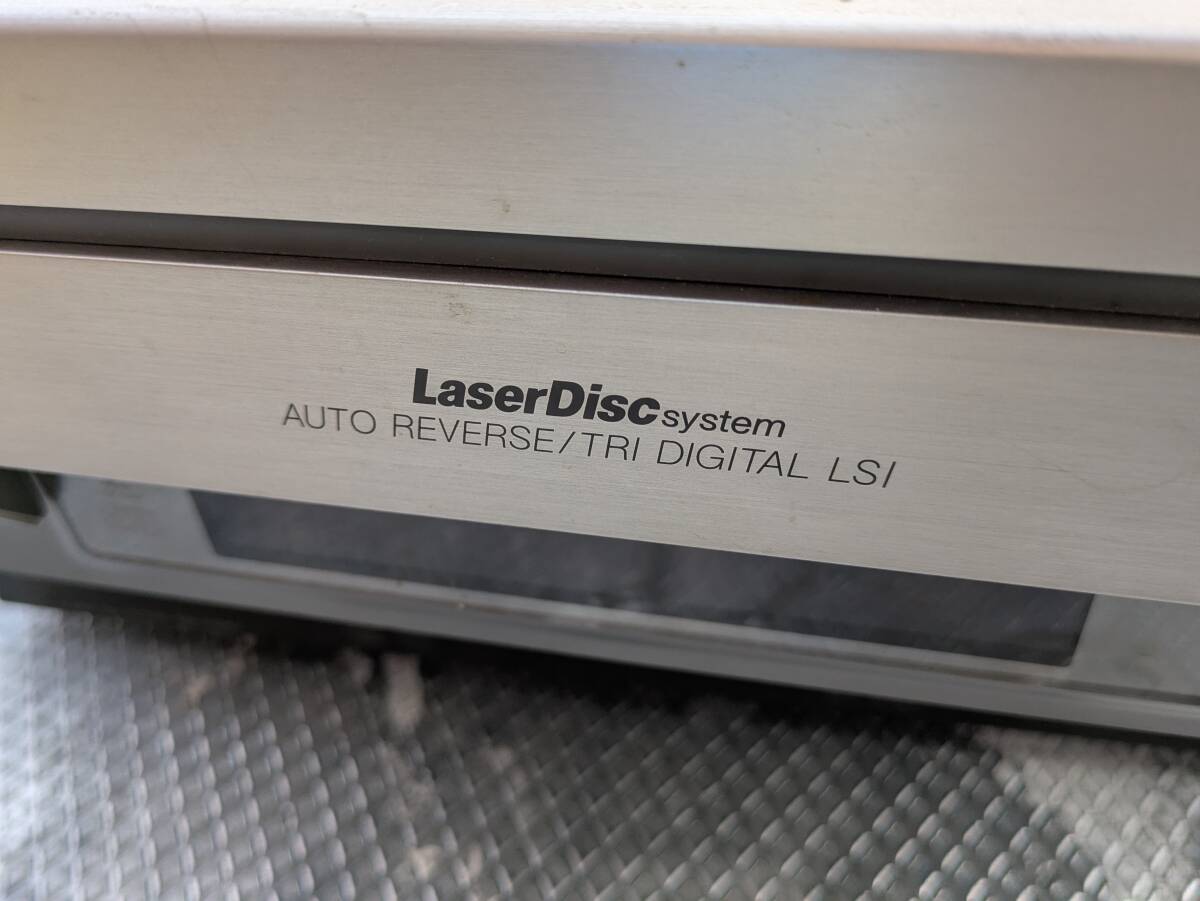 LaserDisc system
AUTO REVERSE/TRI DIGITAL LSI